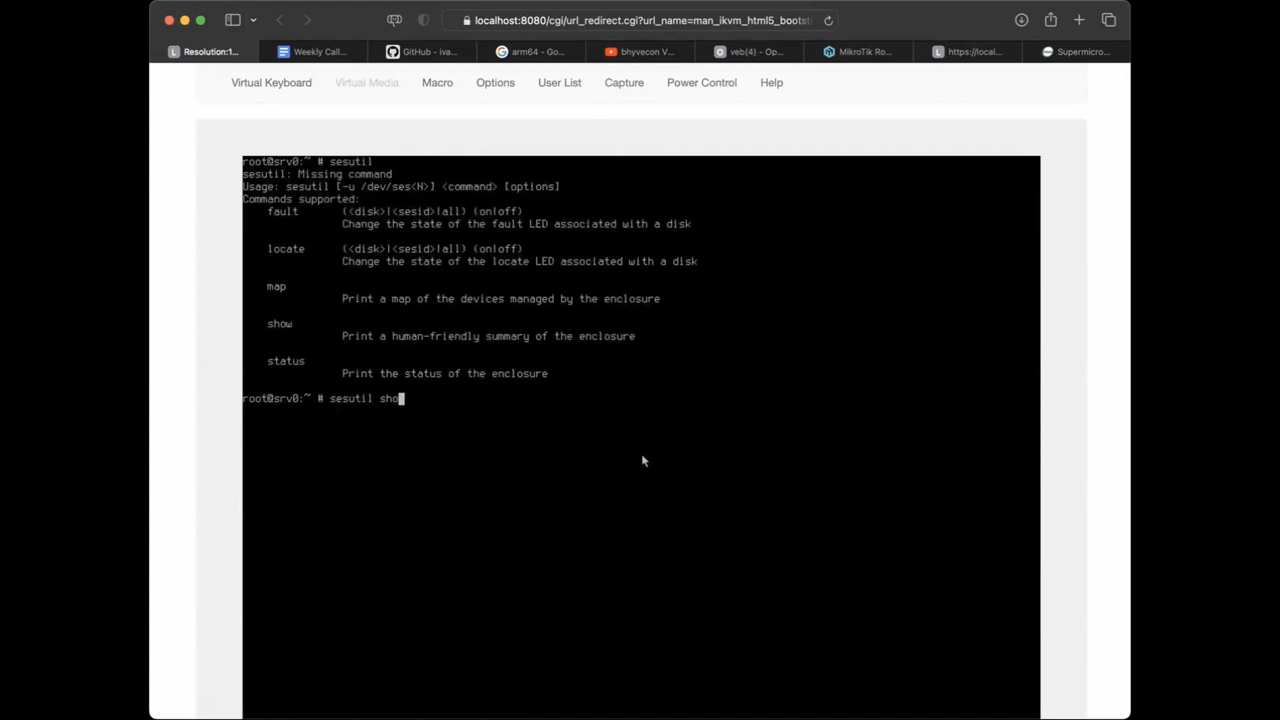 localhost:8080/cgi/url_redirect.cgi?url_name=man_ikvm_html5_bootst
Resolution:1...
Weekly Call...
GitHub - iva...
arm64 - Go...
bhyvecon V...
veb(4) - Op...
MikroTik Ro...
https://local...
Supermicro...
Virtual Keyboard
Virtual Media
Macro
Options
User List
Capture
Power Control
Help
root@srv0:~ # sesutil
sesutil: Missing command
Usage: sesutil [-u /dev/ses<N>] <command> [options]
Commands supported:
fault (<disk>|<sesid>|all) (on|off)
Change the state of the fault LED associated with a disk
locate (<disk>|<sesid>|all) (on|off)
Change the state of the locate LED associated with a disk
map
Print a map of the devices managed by the enclosure
show
Print a human-friendly summary of the enclosure
status
Print the status of the enclosure
root@srv0:~ # sesutil sho